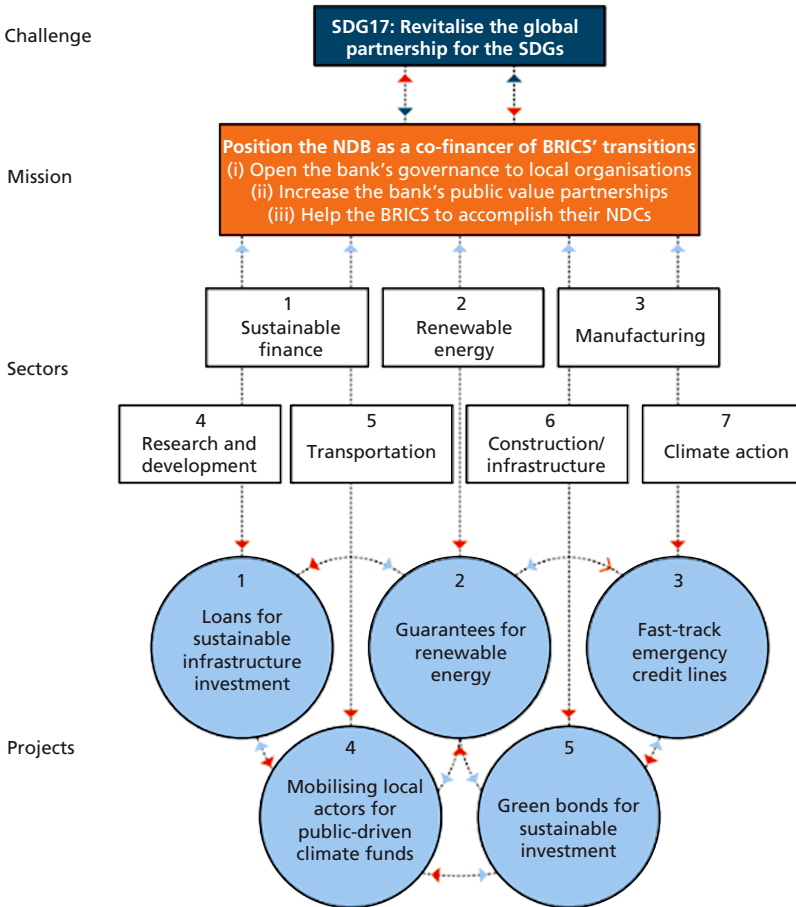 Challenge
SDG17: Revitalise the global
partnership for the SDGs
Mission
Position the NDB as a co-financer of BRICS' transitions
(i) Open the bank's governance to local organisations
(ii) Increase the bank's public value partnerships
(iii) Help the BRICS to accomplish their NDCs
Sectors
1
Sustainable
finance
2
Renewable
energy
3
Manufacturing
4
Research and
development
5
Transportation
6
Construction/
infrastructure
7
Climate action
Projects
1
Loans for
sustainable
infrastructure
investment
2
Guarantees for
renewable
energy
3
Fast-track
emergency
credit lines
4
Mobilising local
actors for
public-driven
climate funds
5
Green bonds for
sustainable
investment